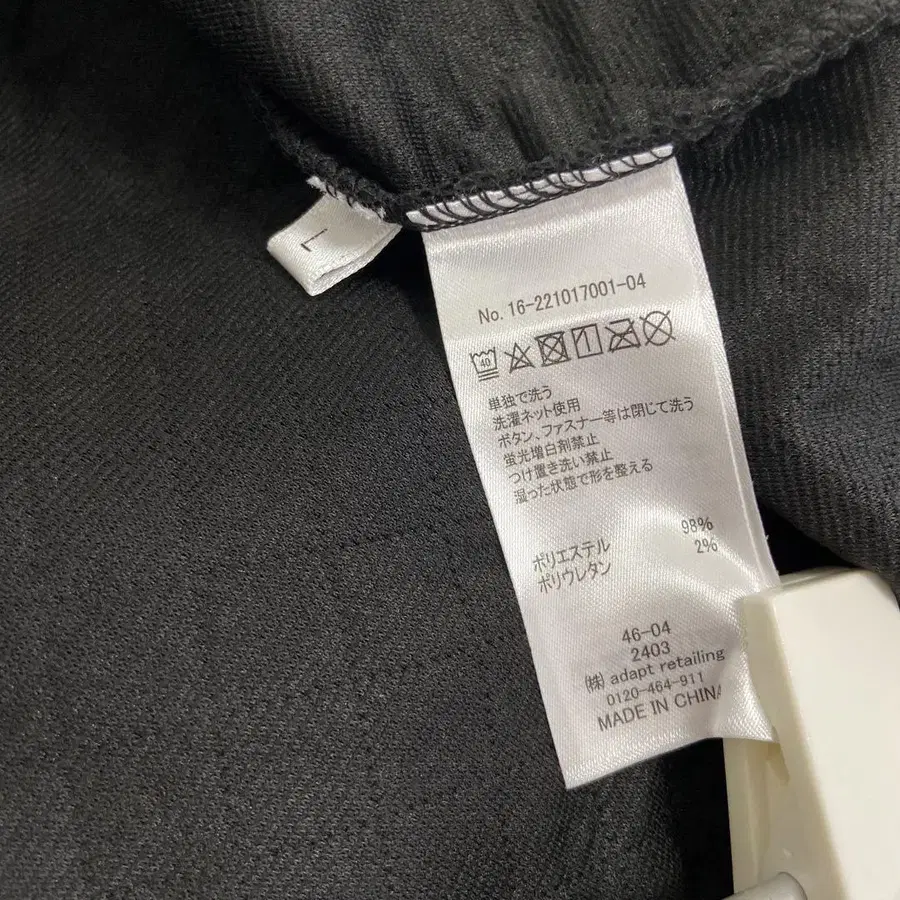 L
No. 16-221017001-04
40
単独で洗う
洗濯ネット使用
ボタン、ファスナー等は閉じて洗う
蛍光増白剤禁止
つけ置き洗い禁止
湿った状態で形を整える
ポリエステル 98%
ポリウレタン 2%
46-04
2403
(株) adapt retailing
0120-464-911
MADE IN CHINA